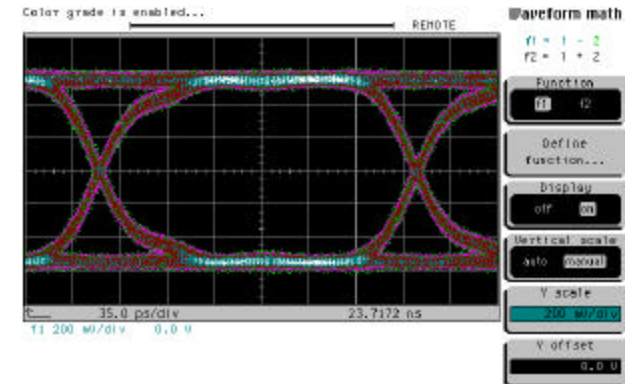 Color grade is enabled...
REMOTE
Waveform math
f1 = 1 - 2
f2 = 1 + 2
Function
f1 f2
Define
function...
Display
off on
Vertical scale
auto manual
Y scale
200 mV/div
Y offset
0.0 V
35.0 ps/div 23.7172 ns
f1 200 mV/div 0.0 V